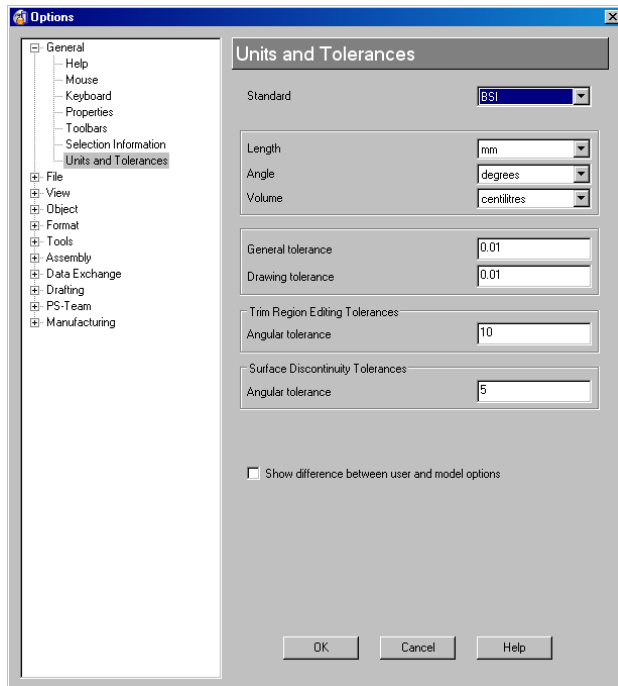 Options
General
Help
Mouse
Keyboard
Properties
Toolbars
Selection Information
Units and Tolerances
File
View
Object
Format
Tools
Assembly
Data Exchange
Drafting
PS-Team
Manufacturing
Units and Tolerances
Standard BSI
Length mm
Angle degrees
Volume centilitres
General tolerance 0.01
Drawing tolerance 0.01
Trim Region Editing Tolerances
Angular tolerance 10
Surface Discontinuity Tolerances
Angular tolerance 5
Show difference between user and model options
OK Cancel Help